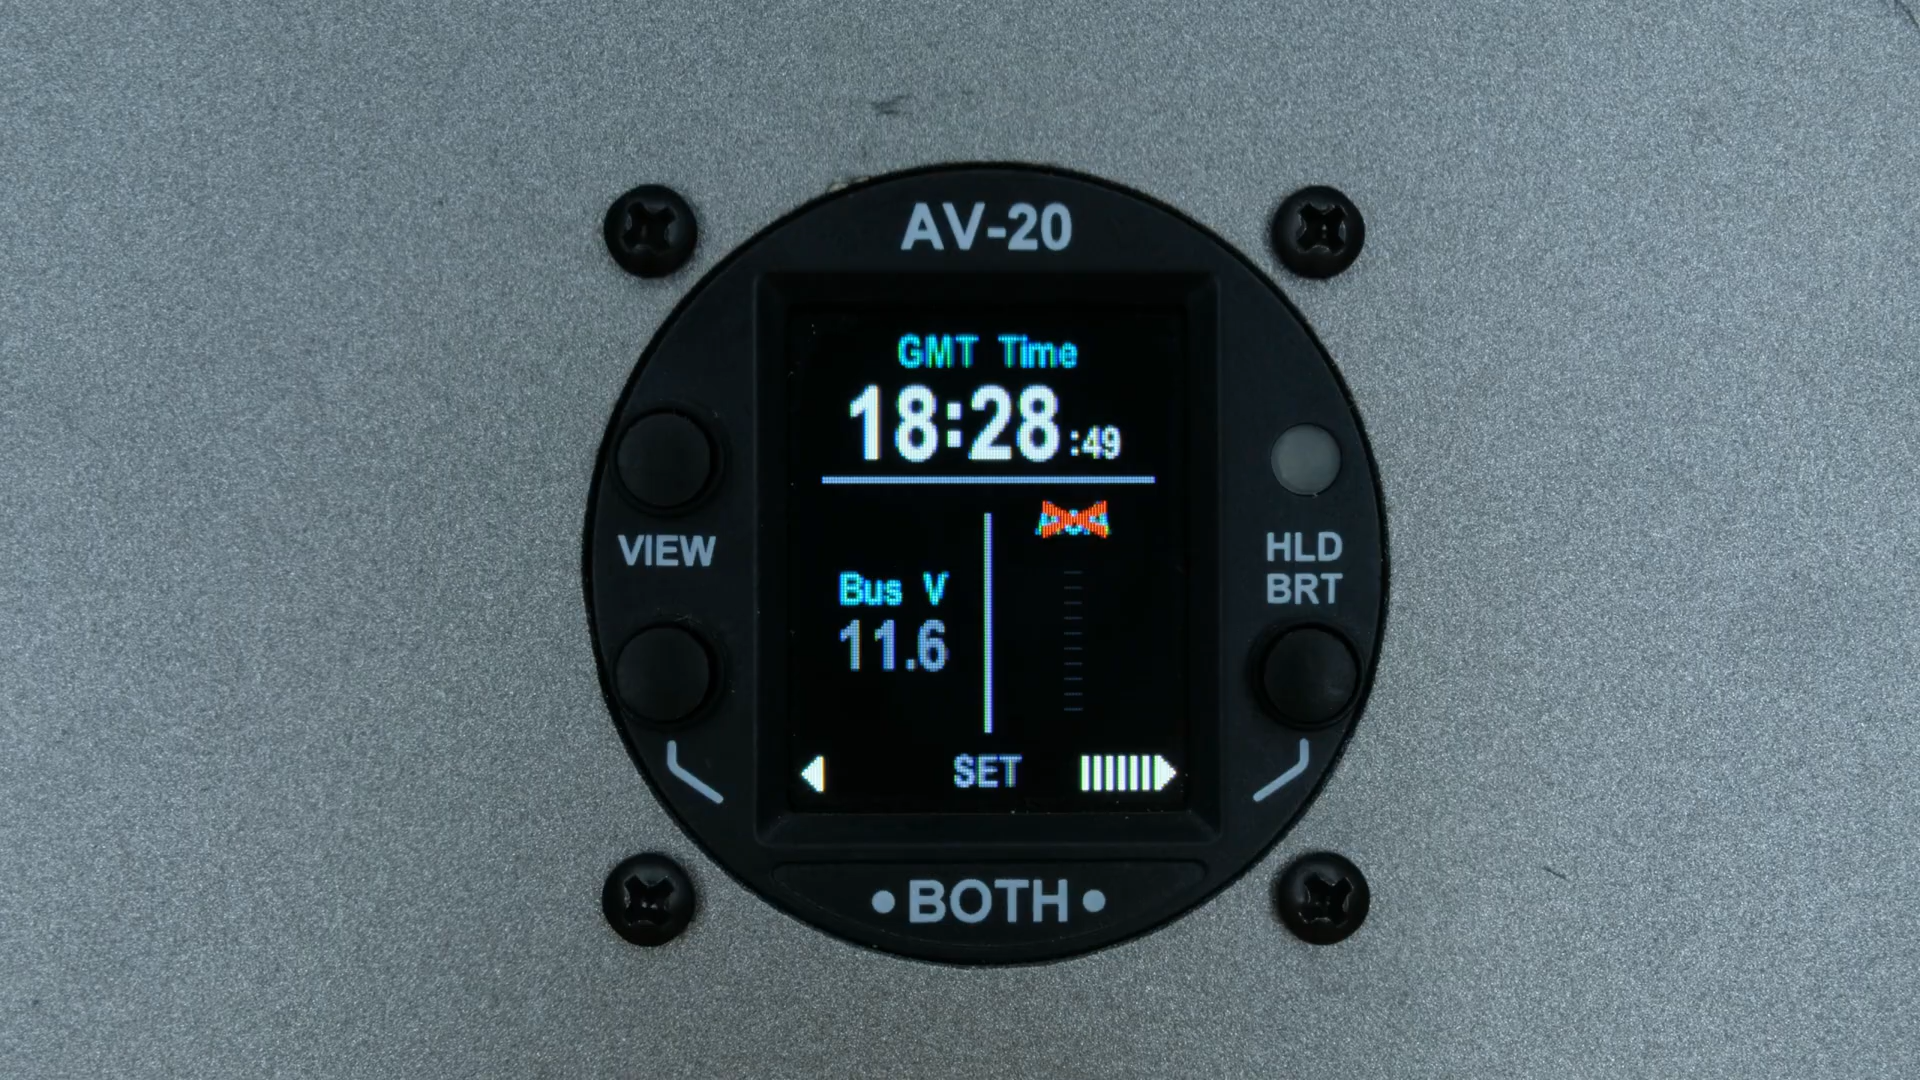 AV-20
GMT Time
18:28:49
VIEW
HLD
BRT
Bus V
11.6
SET
•BOTH•